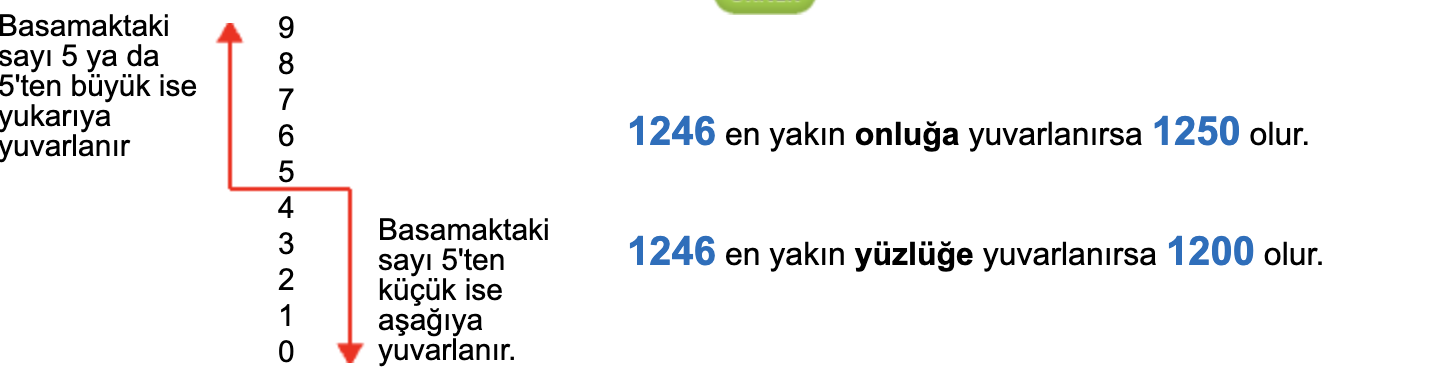 Basamaktaki
sayı 5 ya da
5'ten büyük ise
yukarıya
yuvarlanır
9
8
7
6
5
4
3
2
1
0
Basamaktaki
sayı 5'ten
küçük ise
aşağıya
yuvarlanır.
1246 en yakın onluğa yuvarlanırsa 1250 olur.
1246 en yakın yüzlüğe yuvarlanırsa 1200 olur.